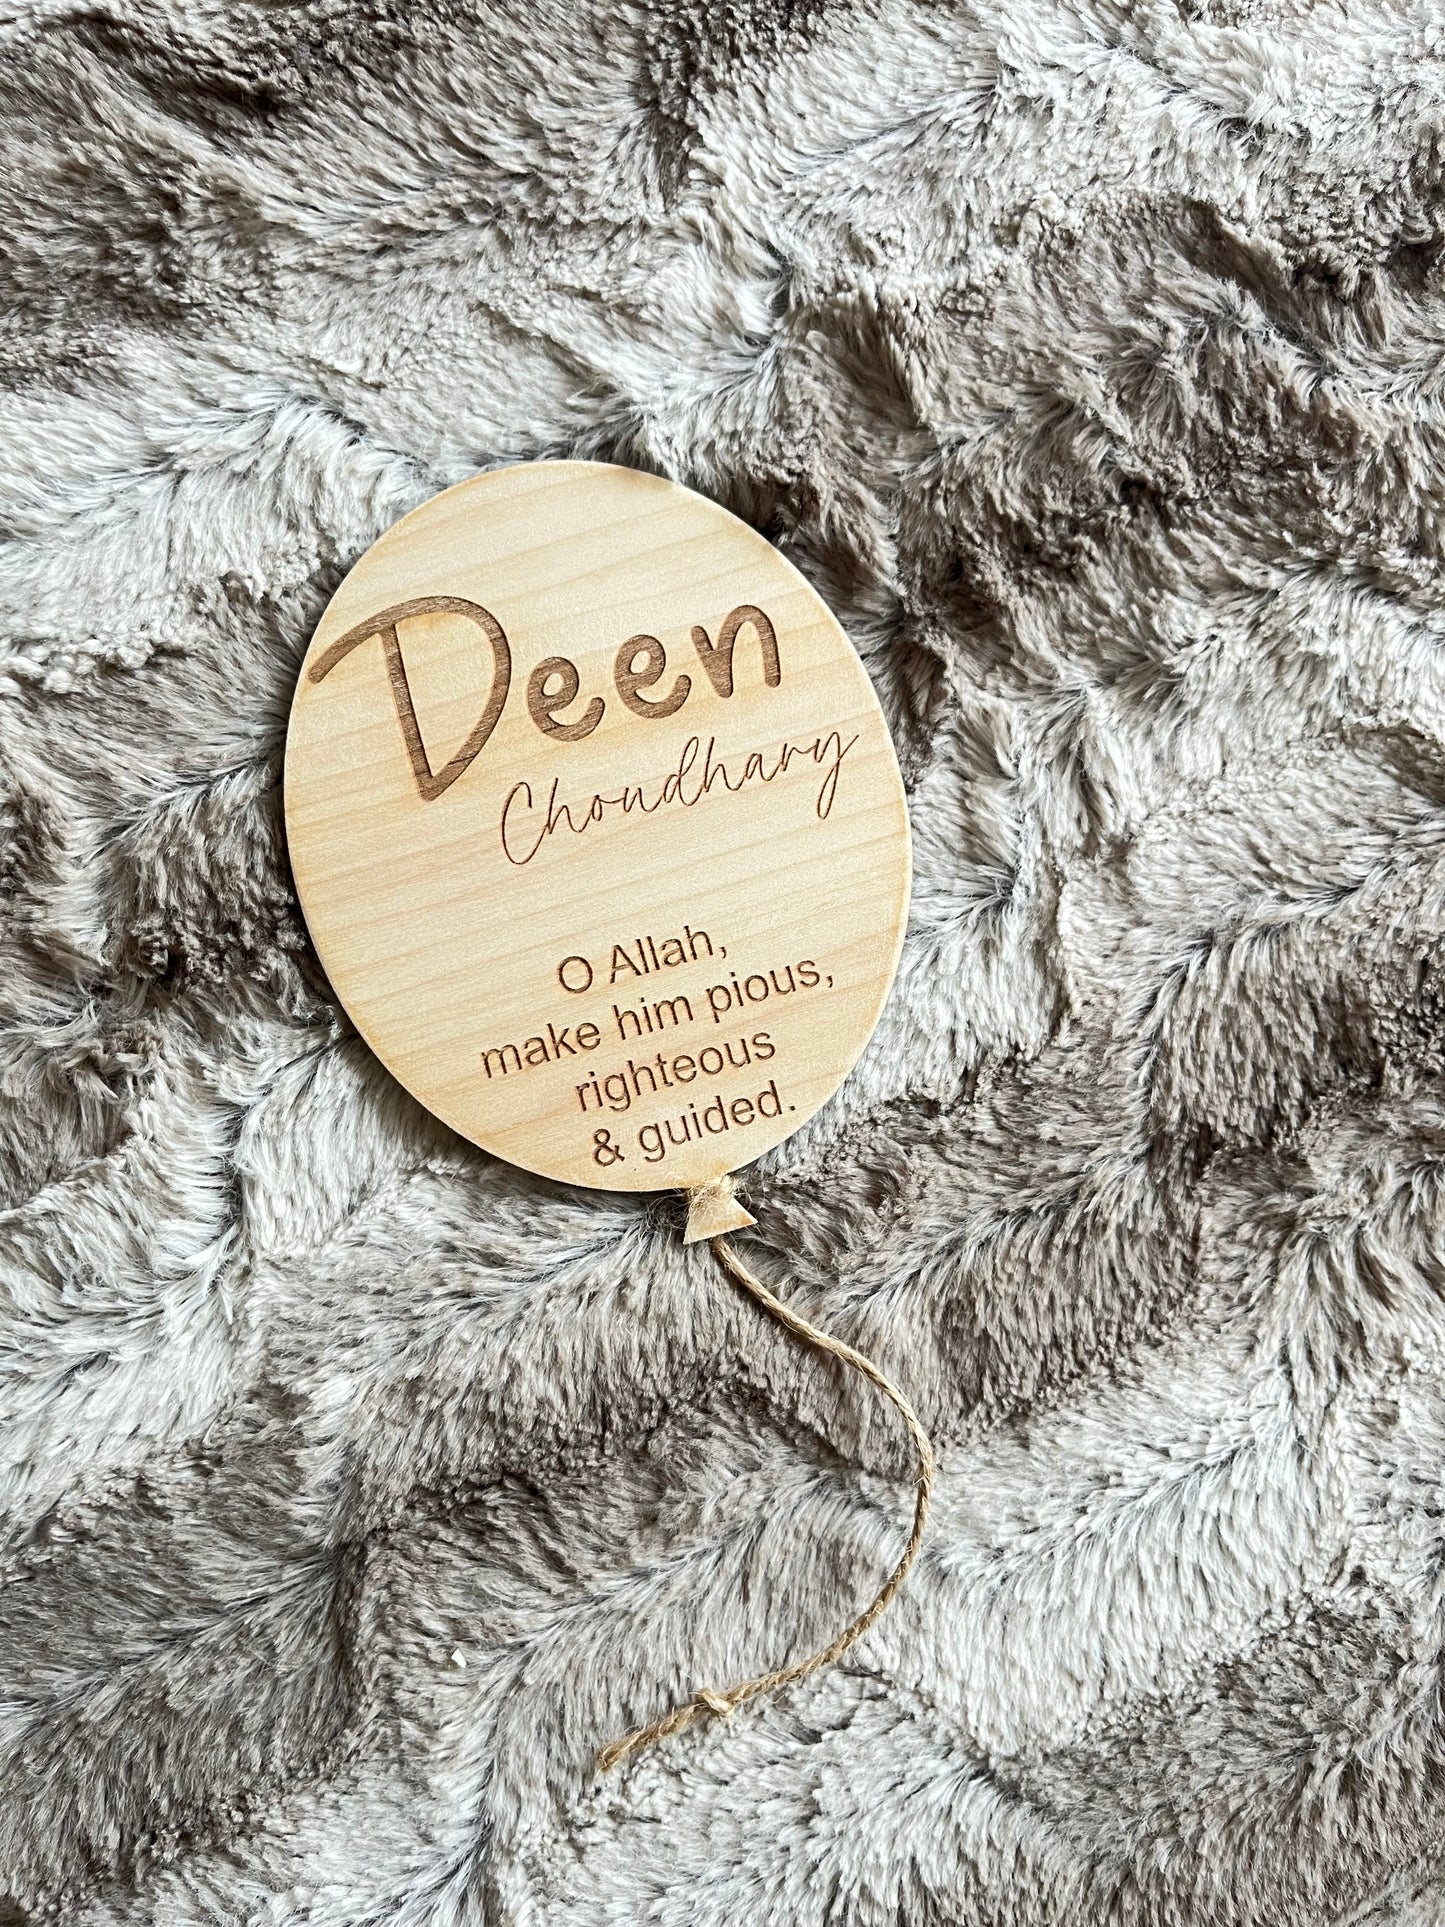 Deen
Choudhary
O Allah,
make him pious,
righteous
& guided.